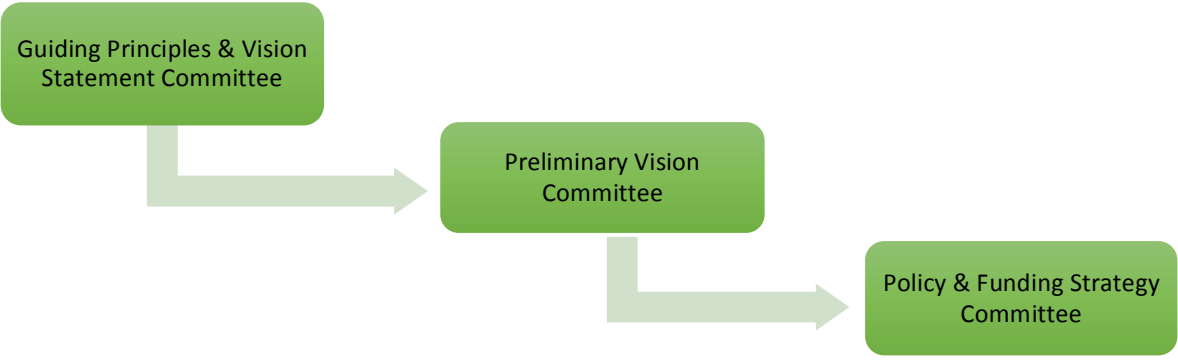 Guiding Principles & Vision
Statement Committee
Preliminary Vision
Committee
Policy & Funding Strategy
Committee